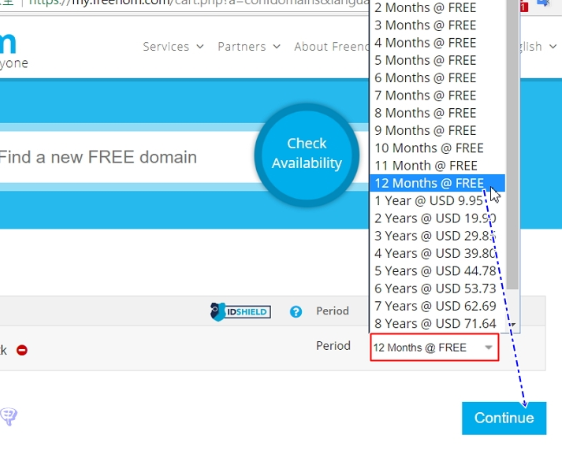 https://my.freenom.com/cart.php?a=confdomains&langua
m
yone
Services
Partners
About Freeno
glish
2 Months @ FREE
3 Months @ FREE
4 Months @ FREE
5 Months @ FREE
6 Months @ FREE
7 Months @ FREE
8 Months @ FREE
9 Months @ FREE
10 Months @ FREE
11 Month @ FREE
12 Months @ FREE
1 Year @ USD 9.95
2 Years @ USD 19.90
3 Years @ USD 29.85
4 Years @ USD 39.80
5 Years @ USD 44.78
6 Years @ USD 53.73
7 Years @ USD 62.69
8 Years @ USD 71.64
Find a new FREE domain
Check
Availability
IDSHIELD
?
Period
k
Period
12 Months @ FREE
Continue